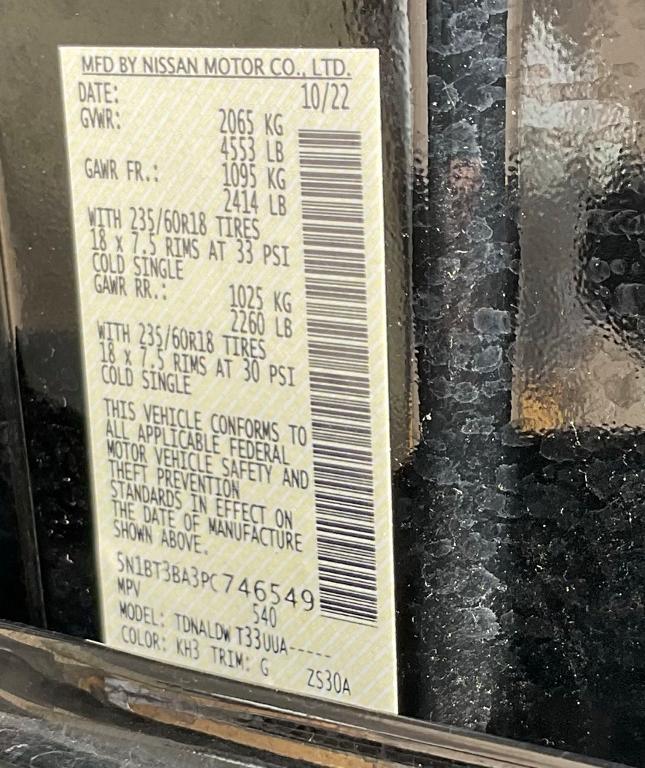 MFD BY NISSAN MOTOR CO., LTD.
DATE: 10/22
GVWR: 2065 KG
4553 LB
GAWR FR.: 1095 KG
2414 LB
WITH 235/60R18 TIRES
18 X 7.5 RIMS AT 33 PSI
COLD SINGLE
GAWR RR.: 1025 KG
2260 LB
WITH 235/60R18 TIRES
18 X 7.5 RIMS AT 30 PSI
COLD SINGLE
THIS VEHICLE CONFORMS TO
ALL APPLICABLE FEDERAL
MOTOR VEHICLE SAFETY AND
THEFT PREVENTION
STANDARDS IN EFFECT ON
THE DATE OF MANUFACTURE
SHOWN ABOVE.
5N1BT3BA3PC746549
MPV 540
MODEL: TDNALDW T33UUA-----
COLOR: KH3 TRIM: G ZS30A